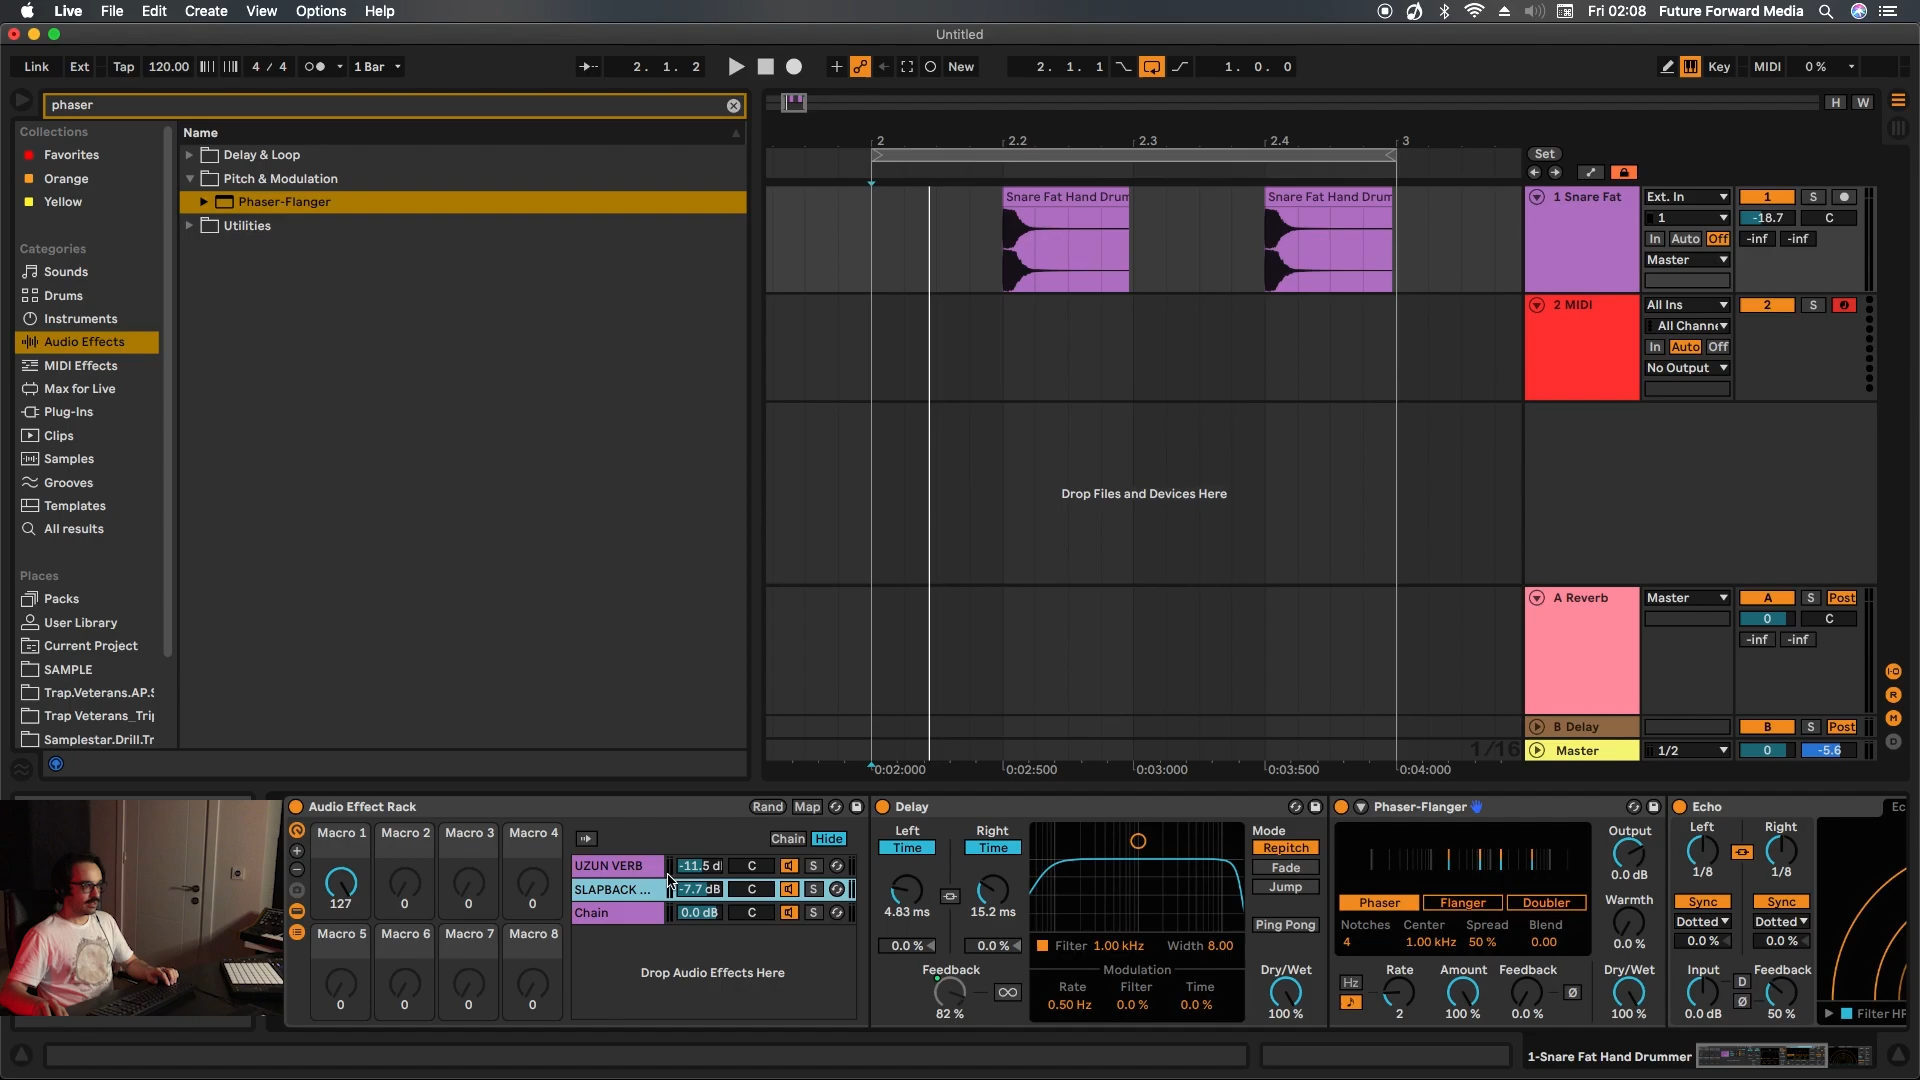 Live File Edit Create View Options Help
Fri 02:08 Future Forward Media
Untitled
Link Ext Tap 120.00 4 / 4 1 Bar
2. 1. 2
New
2. 1. 1
1. 0. 0
Key MIDI 0 %
phaser
H W
Collections
Favorites
Orange
Yellow
Categories
Sounds
Drums
Instruments
Audio Effects
MIDI Effects
Max for Live
Plug-Ins
Clips
Samples
Grooves
Templates
All results
Places
Packs
User Library
Current Project
SAMPLE
Trap.Veterans.AP.S
Trap Veterans_Trip
Samplestar.Drill.Tr
Name
Delay & Loop
Pitch & Modulation
Phaser-Flanger
Utilities
2 2.2 2.3 2.4 3
Set
Snare Fat Hand Drum
Snare Fat Hand Drum
Drop Files and Devices Here
1/16
0:02:000 0:02:500 0:03:000 0:03:500 0:04:000
1 Snare Fat Ext. In 1 S
1 -18.7 C
In Auto Off -inf -inf
Master
2 MIDI All Ins 2 S
All Channe
In Auto Off
No Output
A Reverb Master A S Post
0 C
-inf -inf
B Delay B S Post
Master 1/2 0 -5.6
R
M
D
Audio Effect Rack Rand Map
Macro 1 Macro 2 Macro 3 Macro 4
127 0 0 0
Macro 5 Macro 6 Macro 7 Macro 8
0 0 0 0
Chain Hide
UZUN VERB -11.5 d C S
SLAPBACK ... -7.7 dB C S
Chain 0.0 dB C S
Drop Audio Effects Here
Delay
Left Right
Time Time
4.83 ms 15.2 ms
0.0 % 0.0 %
Feedback
82 %
Filter 1.00 kHz Width 8.00
Modulation
Rate Filter Time
0.50 Hz 0.0 % 0.0 %
Mode
Repitch
Fade
Jump
Ping Pong
Dry/Wet
100 %
Phaser-Flanger
Phaser Flanger Doubler
Notches Center Spread Blend
4 1.00 kHz 50 % 0.00
Hz Rate Amount Feedback
2 100 % 0.0 % Ø
Output
0.0 dB
Warmth
0.0 %
Dry/Wet
100 %
Echo Ec
Left Right
1/8 1/8
Sync Sync
Dotted Dotted
0.0 % 0.0 %
Input D Feedback
Ø
0.0 dB 50 %
Filter HP
1-Snare Fat Hand Drummer